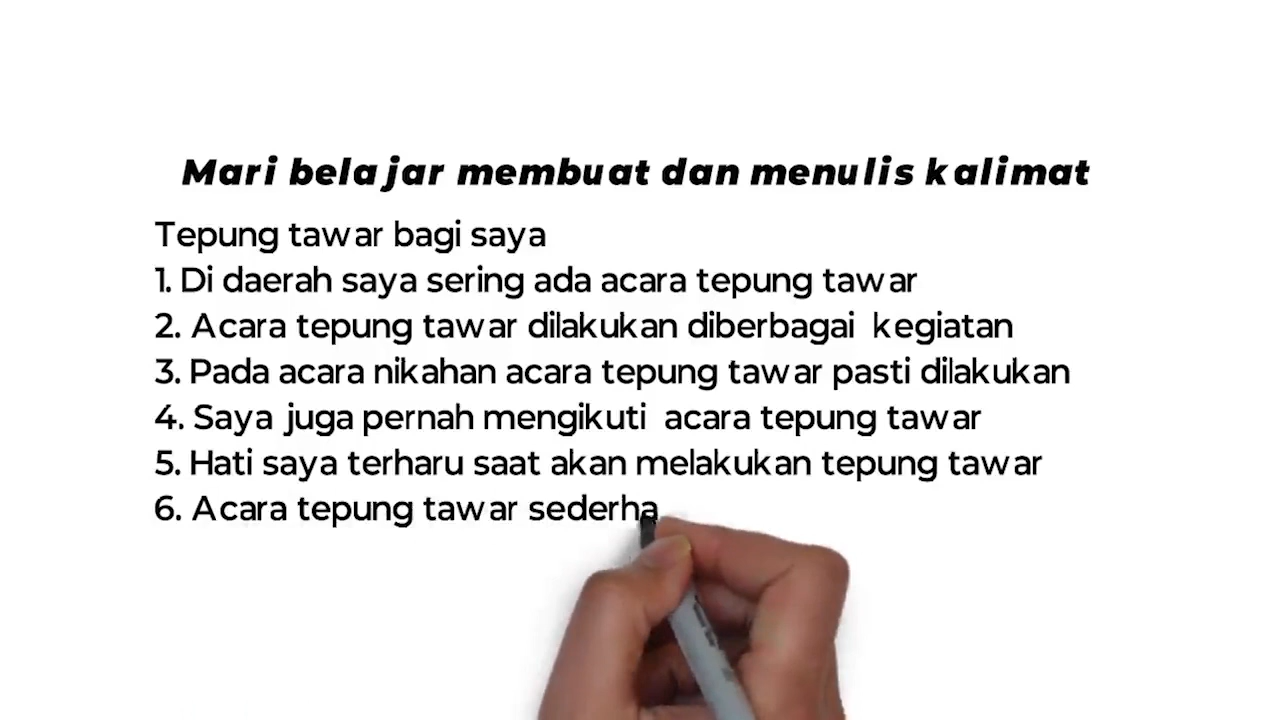 Mari belajar membuat dan menulis kalimat
Tepung tawar bagi saya
1. Di daerah saya sering ada acara tepung tawar
2. Acara tepung tawar dilakukan diberbagai kegiatan
3. Pada acara nikahan acara tepung tawar pasti dilakukan
4. Saya juga pernah mengikuti acara tepung tawar
5. Hati saya terharu saat akan melakukan tepung tawar
6. Acara tepung tawar sederha